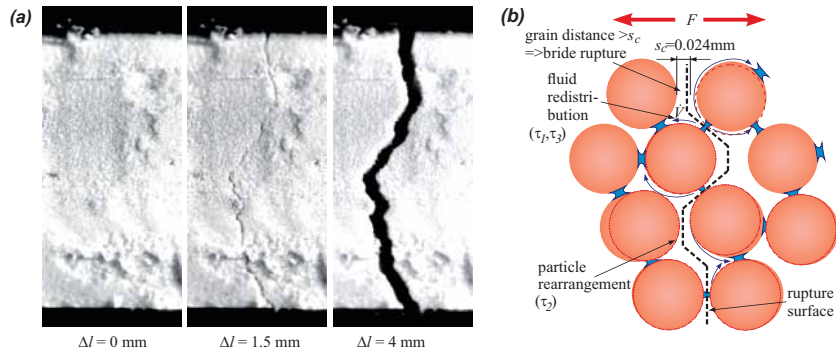 (a)
Δl = 0 mm
Δl = 1.5 mm
Δl = 4 mm
(b)
F
grain distance >s_c
=>bride rupture
s_c=0.024mm
fluid
redistri-
bution
(τ_1,τ_3)
V̇
particle
rearrangement
(τ_2)
rupture
surface